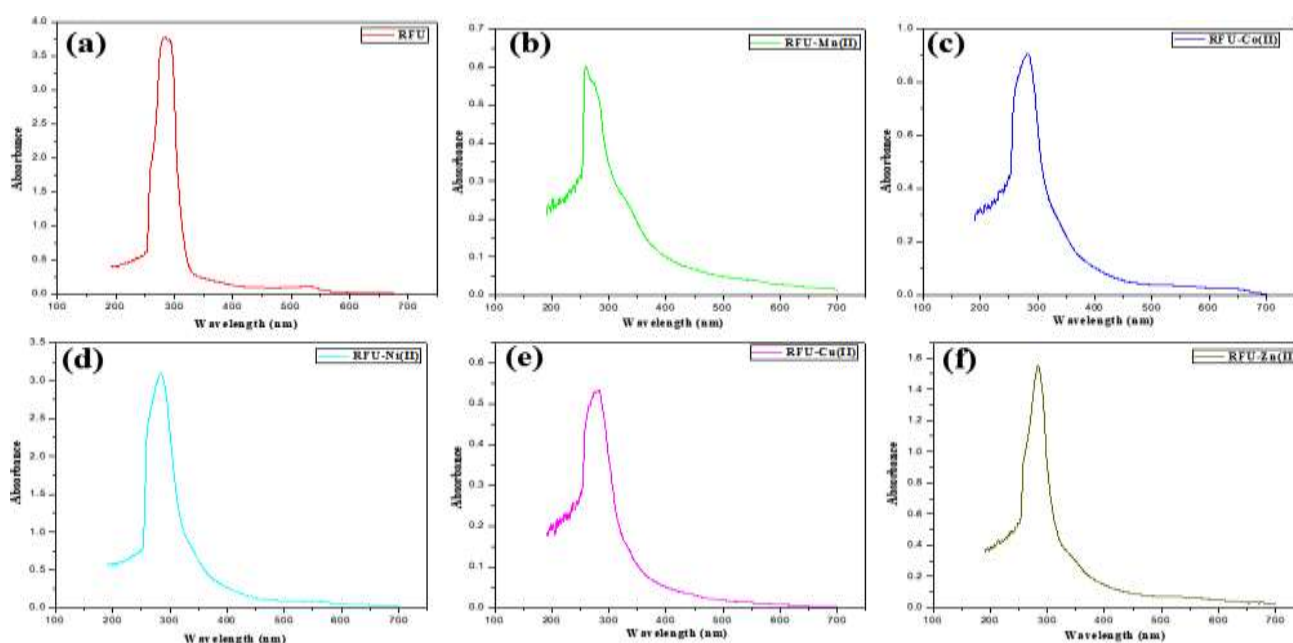 (a)
RFU
4.0
3.5
3.0
2.5
2.0
1.5
1.0
0.5
0.0
Absorbance
100 200 300 400 500 600 700
Wavelength (nm)
(b)
RFU-Mn(II)
0.7
0.6
0.5
0.4
0.3
0.2
0.1
0.0
Absorbance
100 200 300 400 500 600 700
Wavelength (nm)
(c)
RFU-Co(II)
1.0
0.8
0.6
0.4
0.2
0.0
Absorbance
100 200 300 400 500 600 700
Wavelength (nm)
(d)
RFU-Ni(II)
3.5
3.0
2.5
2.0
1.5
1.0
0.5
0.0
Absorbance
100 200 300 400 500 600 700
Wavelength (nm)
(e)
RFU-Cu(II)
0.6
0.5
0.4
0.3
0.2
0.1
0.0
Absorbance
100 200 300 400 500 600 700
Wavelength (nm)
(f)
RFU-Zn(II
1.6
1.4
1.2
1.0
0.8
0.6
0.4
0.2
0.0
Absorbance
100 200 300 400 500 600 700
Wavelength (nm)